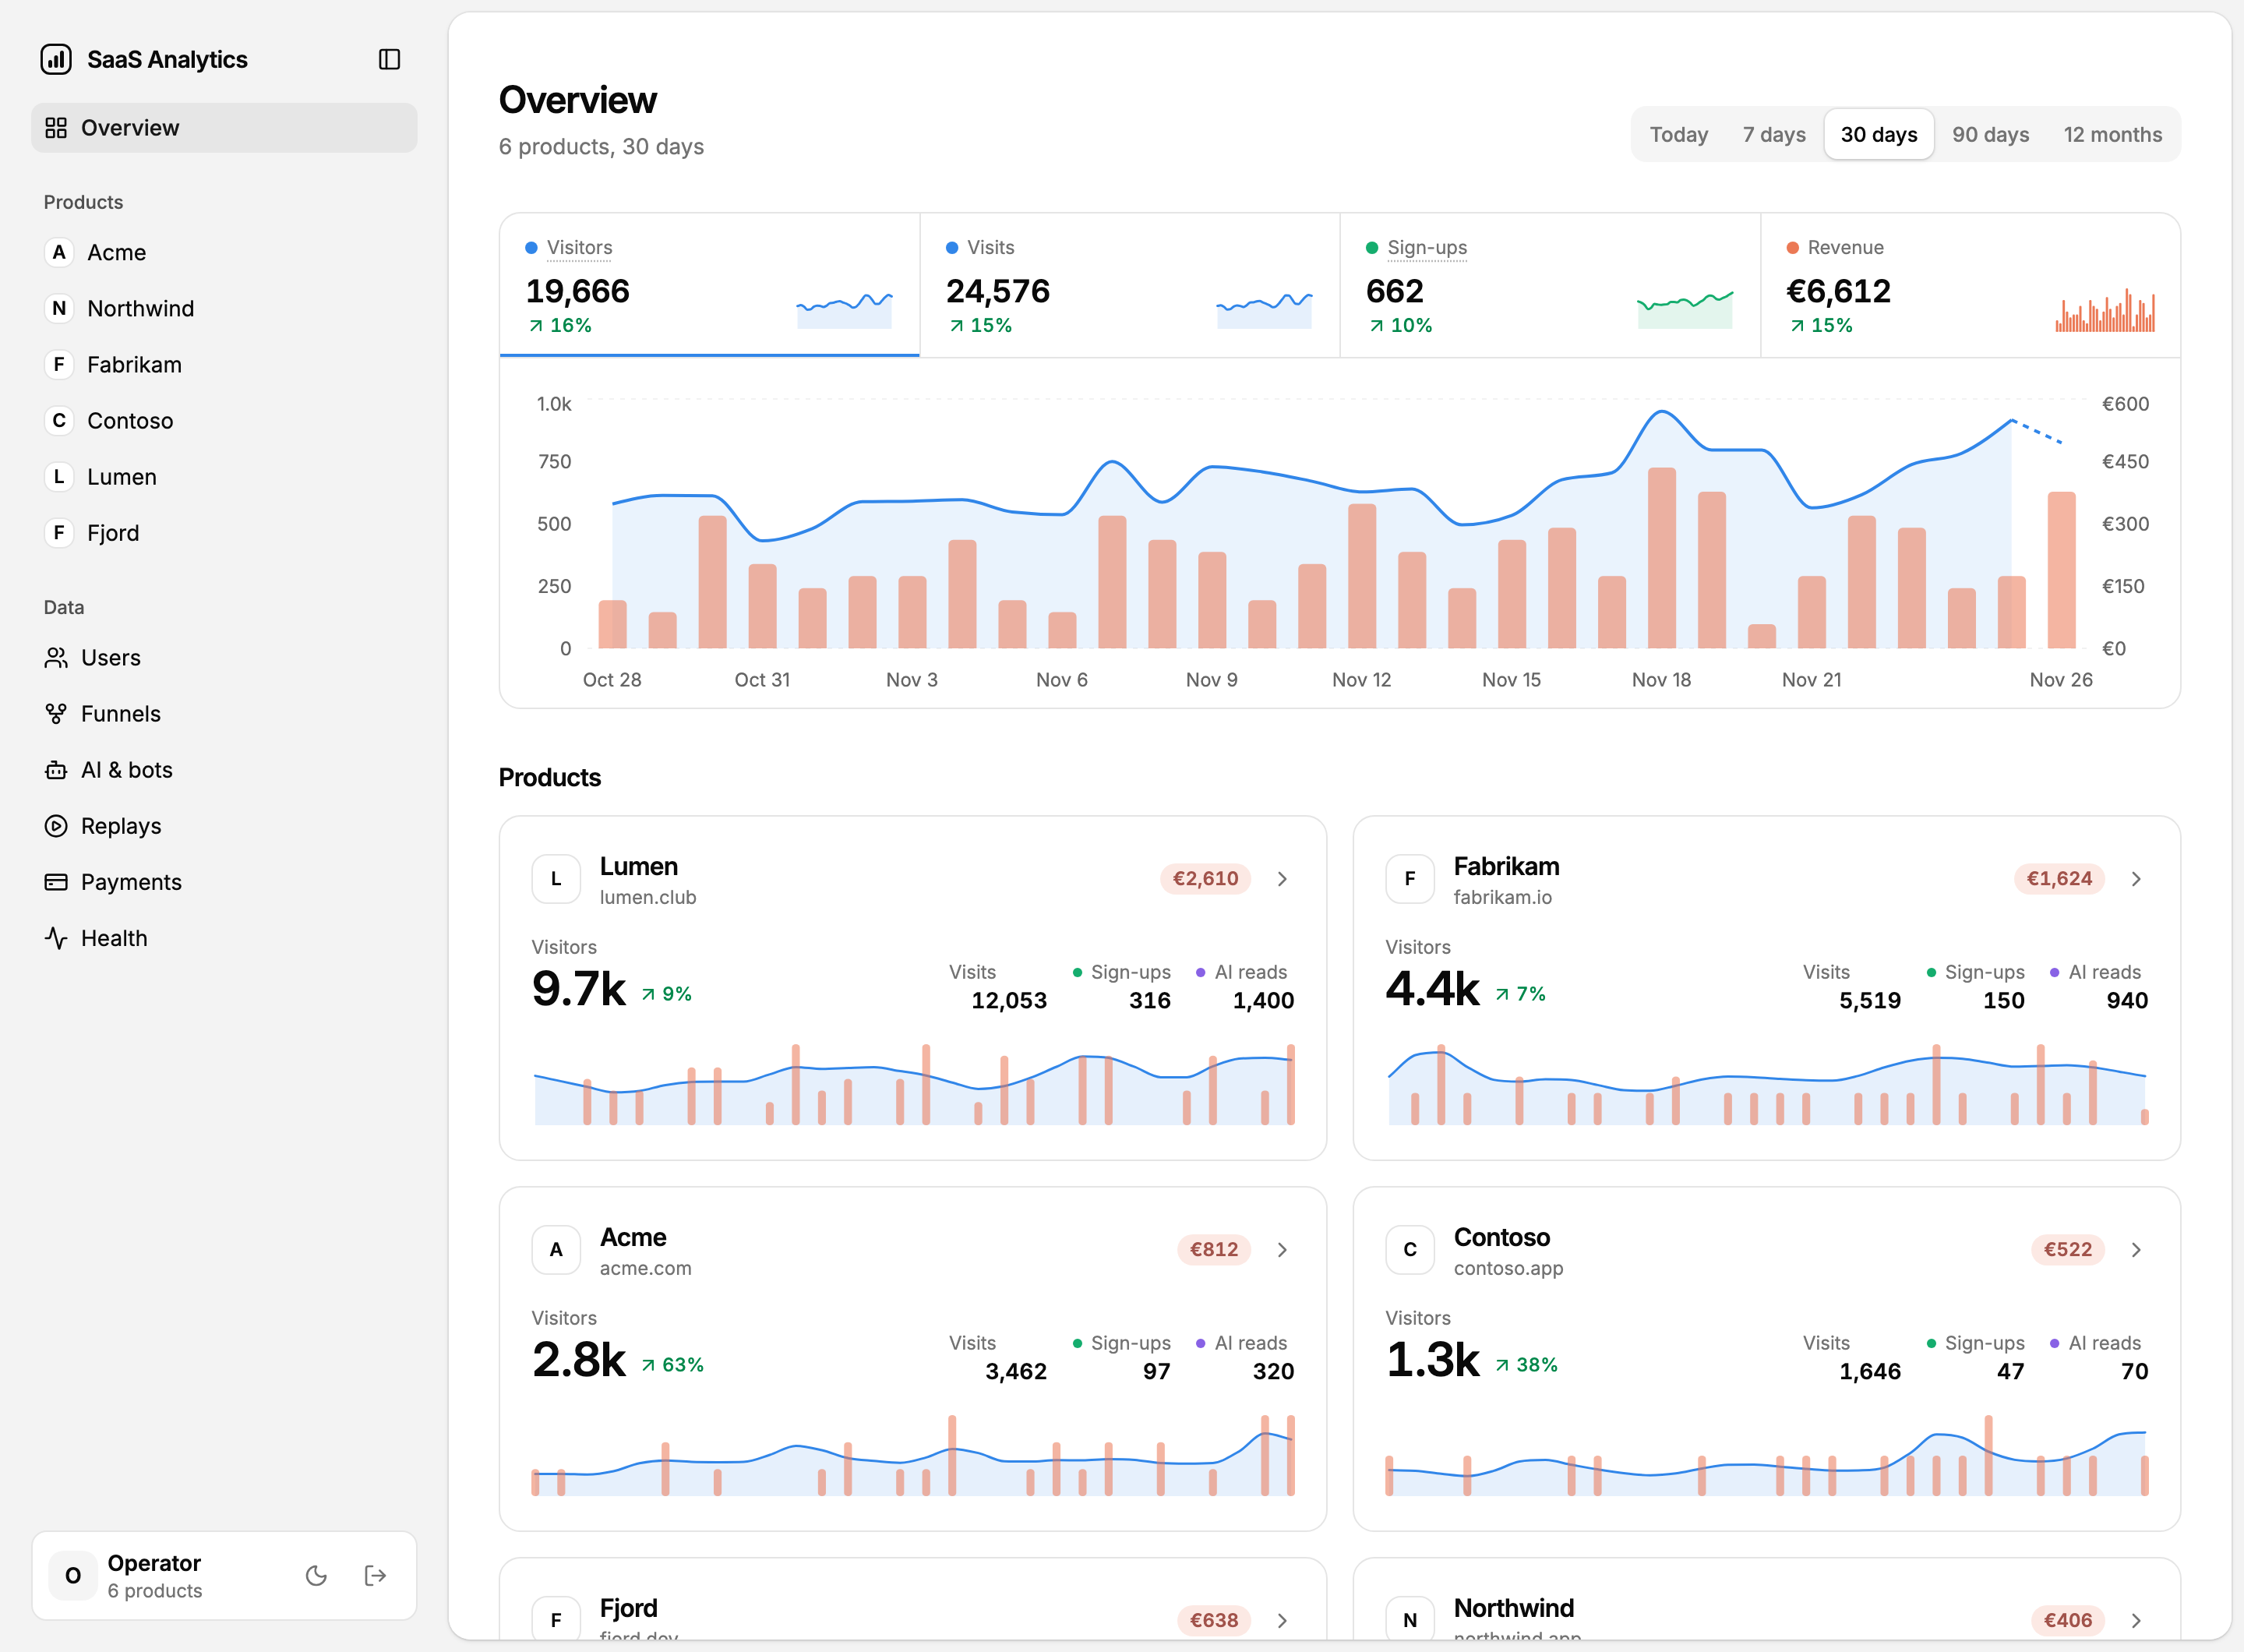 SaaS Analytics
Overview
Products
A Acme
N Northwind
F Fabrikam
C Contoso
L Lumen
F Fjord
Data
Users
Funnels
AI & bots
Replays
Payments
Health
O
Operator
6 products
Overview
6 products, 30 days
Today 7 days 30 days 90 days 12 months
Visitors
19,666
16%
Visits
24,576
15%
Sign-ups
662
10%
Revenue
€6,612
15%
1.0k €600
750 €450
500 €300
250 €150
0 €0
Oct 28 Oct 31 Nov 3 Nov 6 Nov 9 Nov 12 Nov 15 Nov 18 Nov 21 Nov 26
Products
L
Lumen
lumen.club
€2,610
Visitors
9.7k 9%
Visits Sign-ups AI reads
12,053 316 1,400
F
Fabrikam
fabrikam.io
€1,624
Visitors
4.4k 7%
Visits Sign-ups AI reads
5,519 150 940
A
Acme
acme.com
€812
Visitors
2.8k 63%
Visits Sign-ups AI reads
3,462 97 320
C
Contoso
contoso.app
€522
Visitors
1.3k 38%
Visits Sign-ups AI reads
1,646 47 70
F
Fjord
fjord.dev
€638
N
Northwind
northwind.app
€406